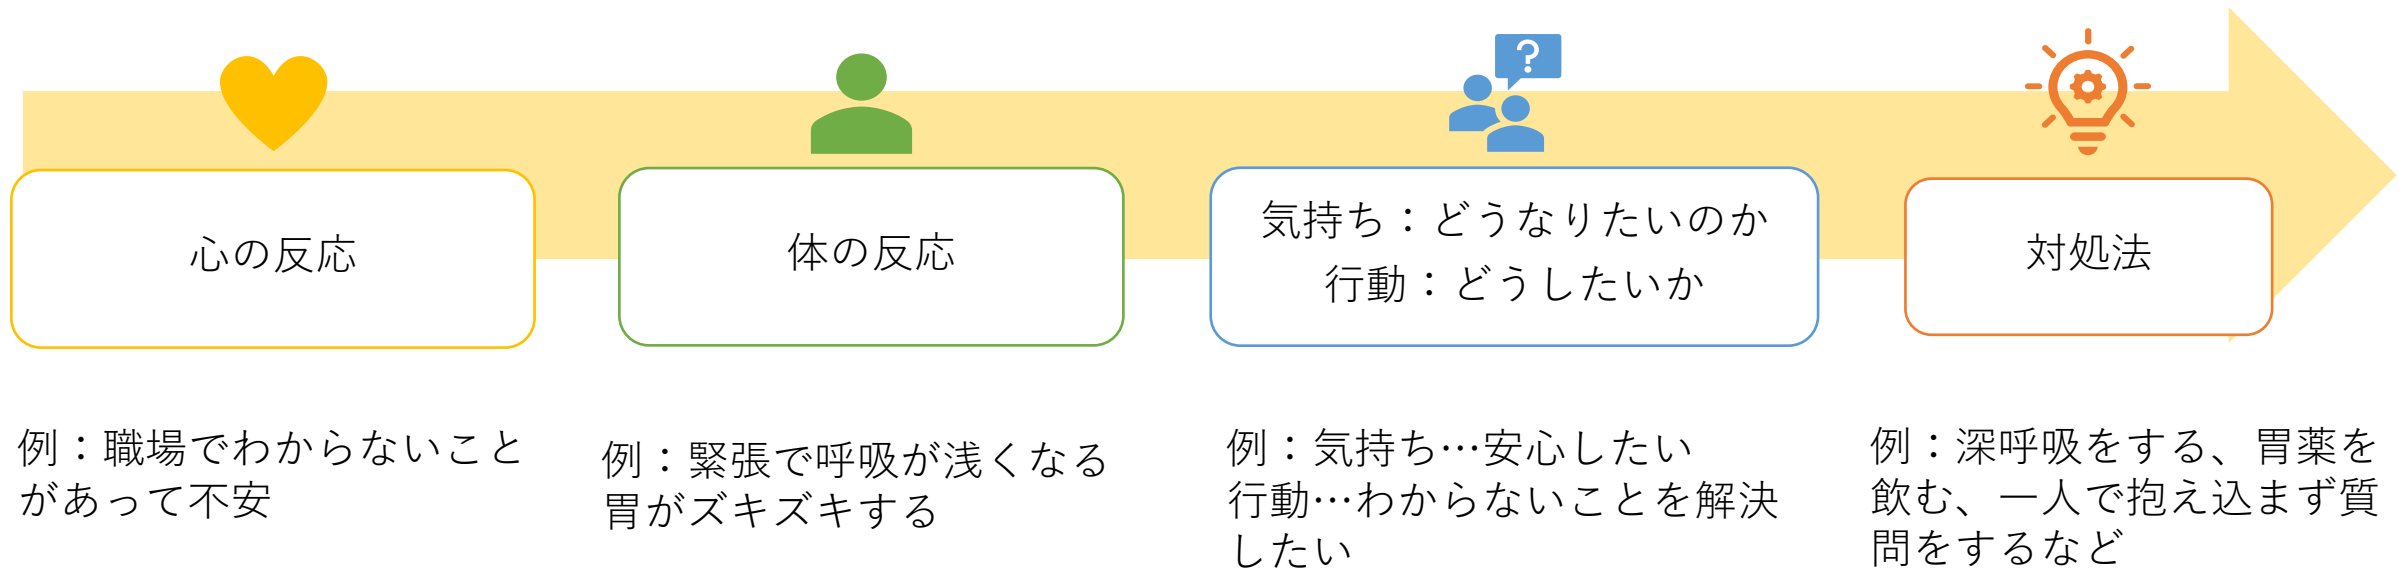 ?
心の反応
体の反応
気持ち：どうなりたいのか
行動：どうしたいか
対処法
例：職場でわからないこと
があって不安
例：緊張で呼吸が浅くなる
胃がズキズキする
例：気持ち…安心したい
行動…わからないことを解決
したい
例：深呼吸をする、胃薬を
飲む、一人で抱え込まず質
問をするなど